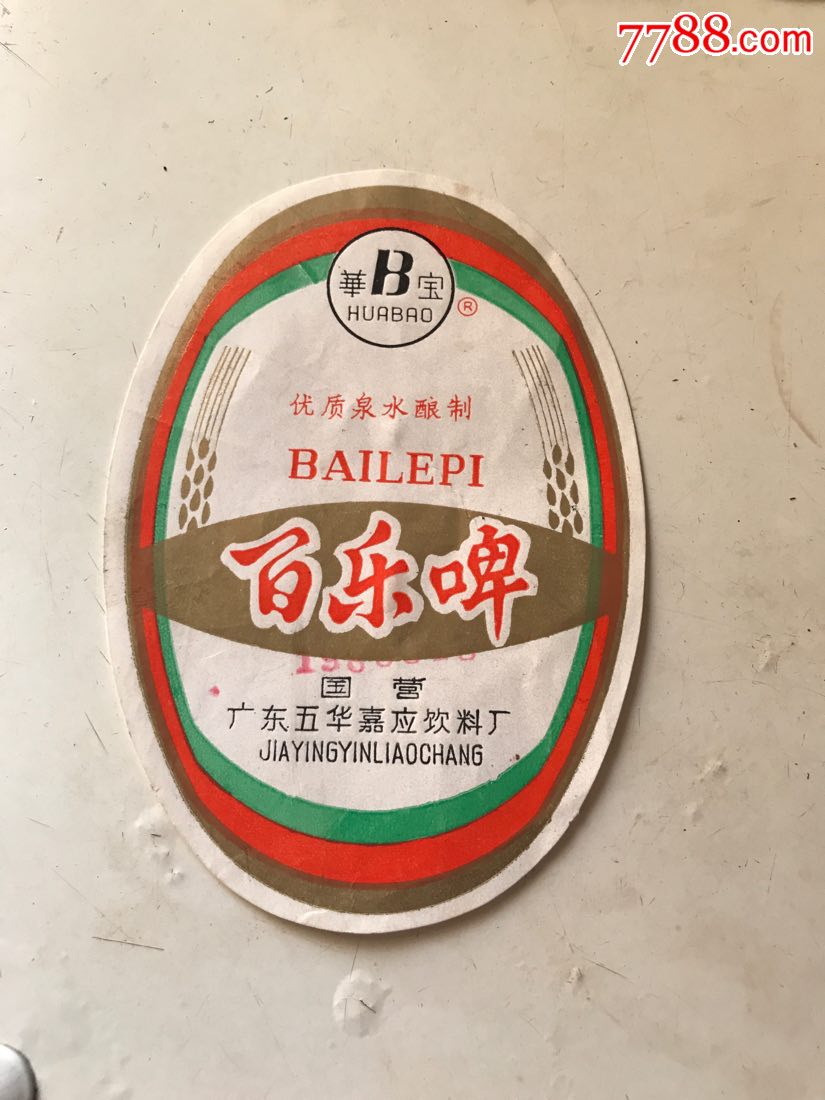 7788.com
華B宝
HUABAO ®
优质泉水酿制
BAILEPI
百乐啤
国营
广东五华嘉应饮料厂
JIAYINGYINLIAOCHANG